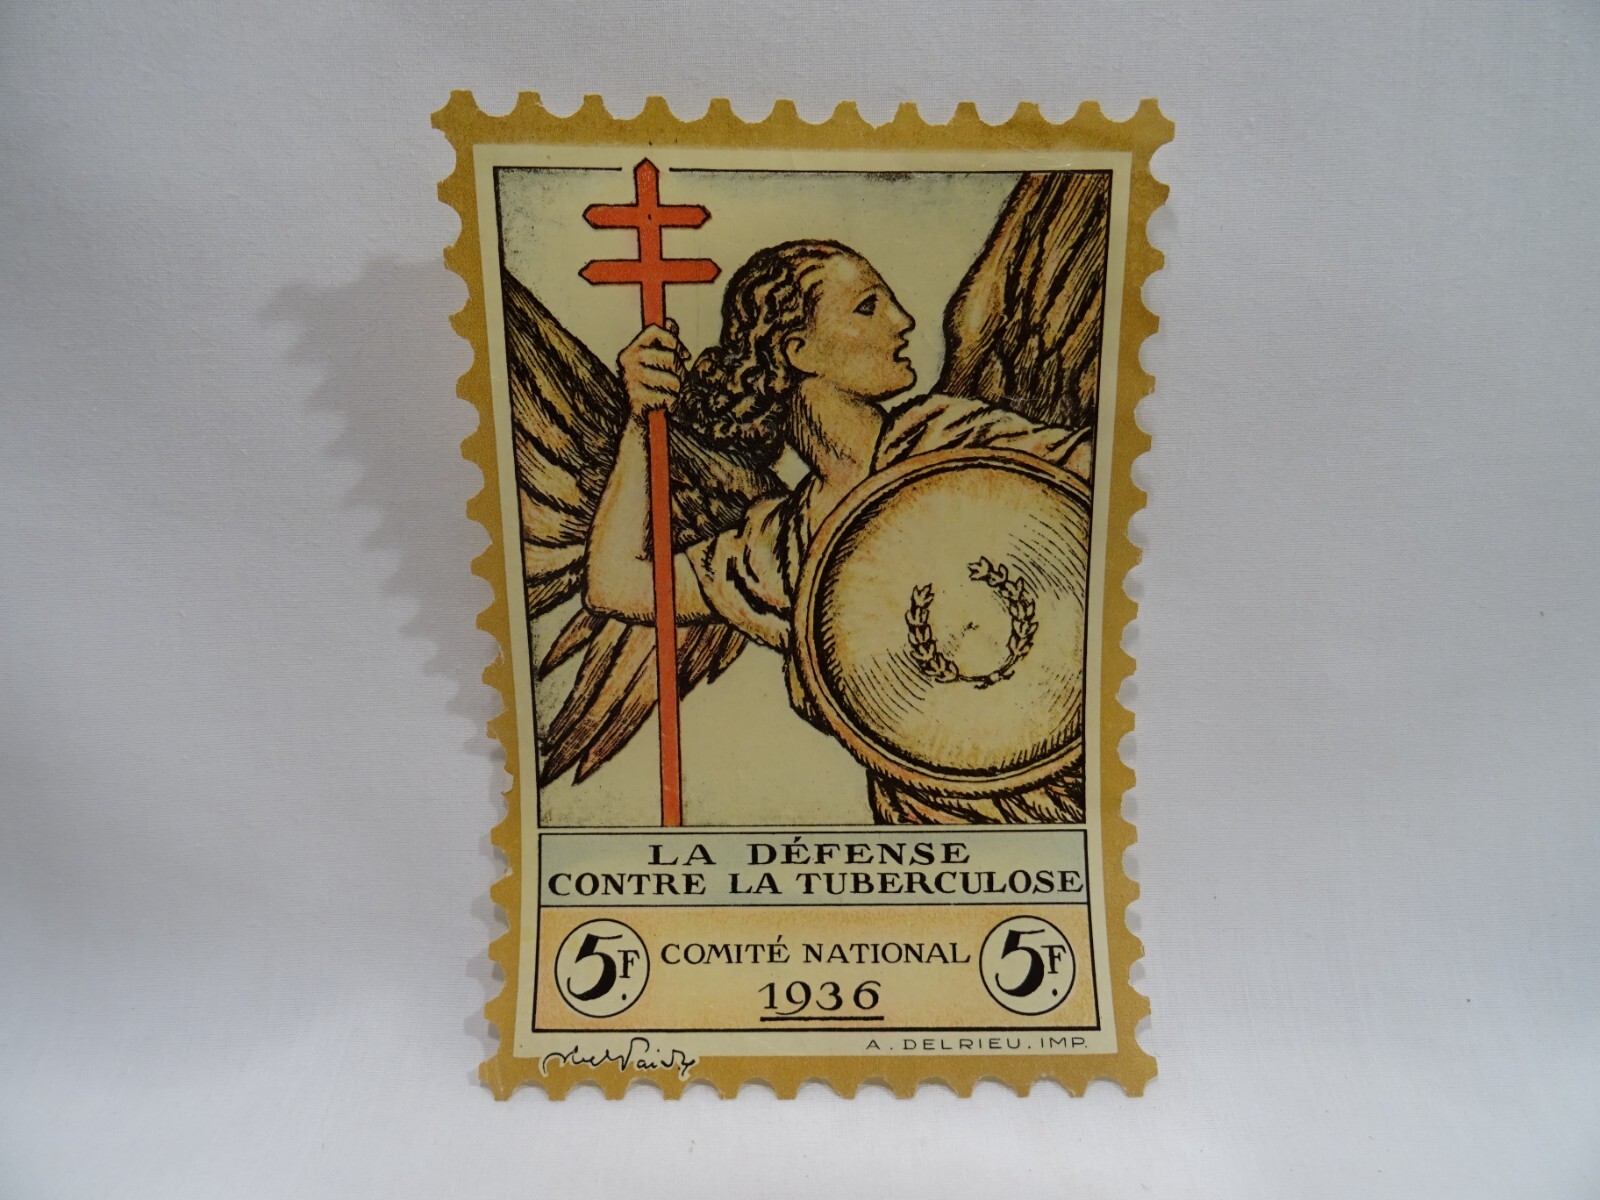 LA DÉFENSE
CONTRE LA TUBERCULOSE
5F. COMITÉ NATIONAL 5F.
1936
A. DELRIEU. IMP.